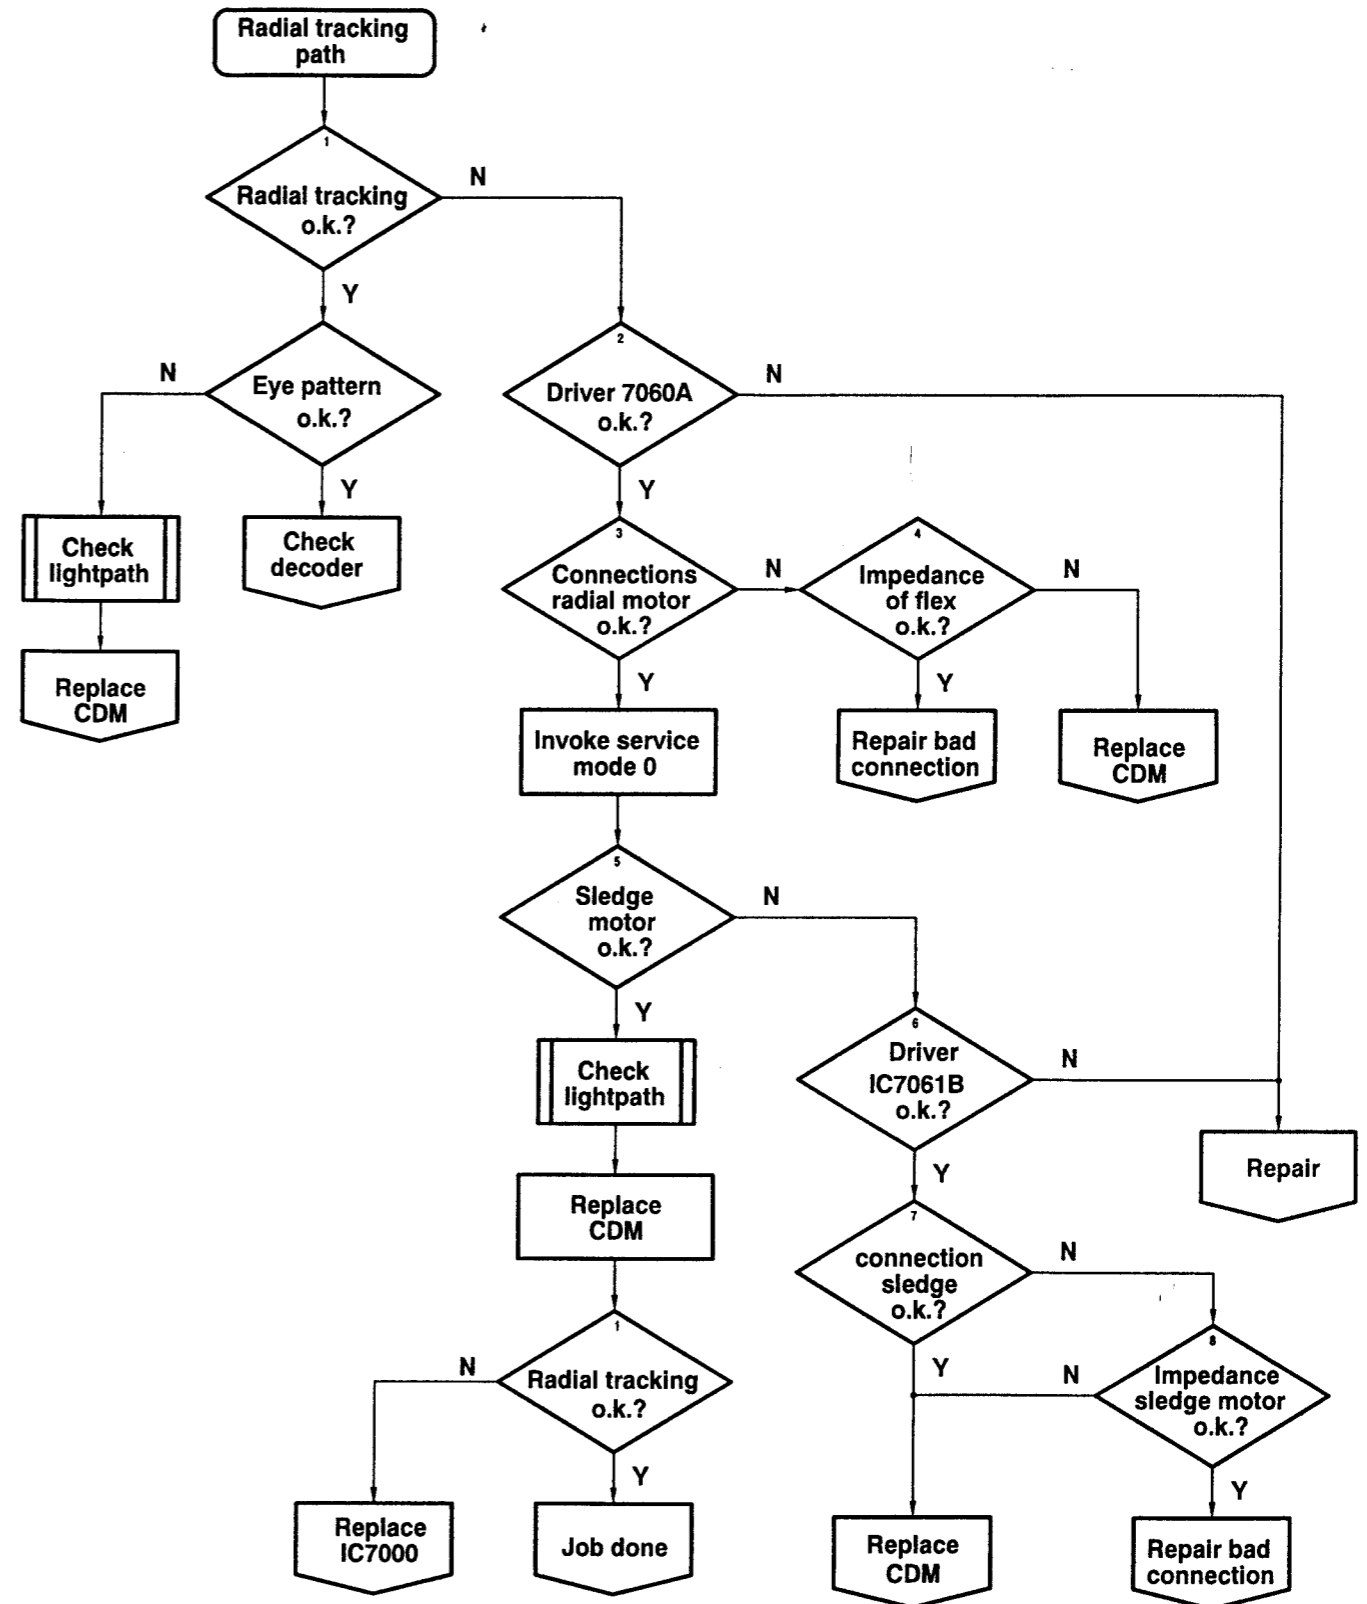 Radial tracking
path
1
Radial tracking
o.k.?
N
Y
Eye pattern
o.k.?
N
Y
Check
lightpath
Replace
CDM
Check
decoder
2
Driver 7060A
o.k.?
N
Y
3
Connections
radial motor
o.k.?
N
Y
4
Impedance
of flex
o.k.?
N
Y
Repair bad
connection
Replace
CDM
Invoke service
mode 0
5
Sledge
motor
o.k.?
N
Y
6
Driver
IC7061B
o.k.?
N
Y
Repair
Check
lightpath
Replace
CDM
7
connection
sledge
o.k.?
N
Y
8
Impedance
sledge motor
o.k.?
N
Y
1
Radial tracking
o.k.?
N
Y
Replace
IC7000
Job done
Replace
CDM
Repair bad
connection